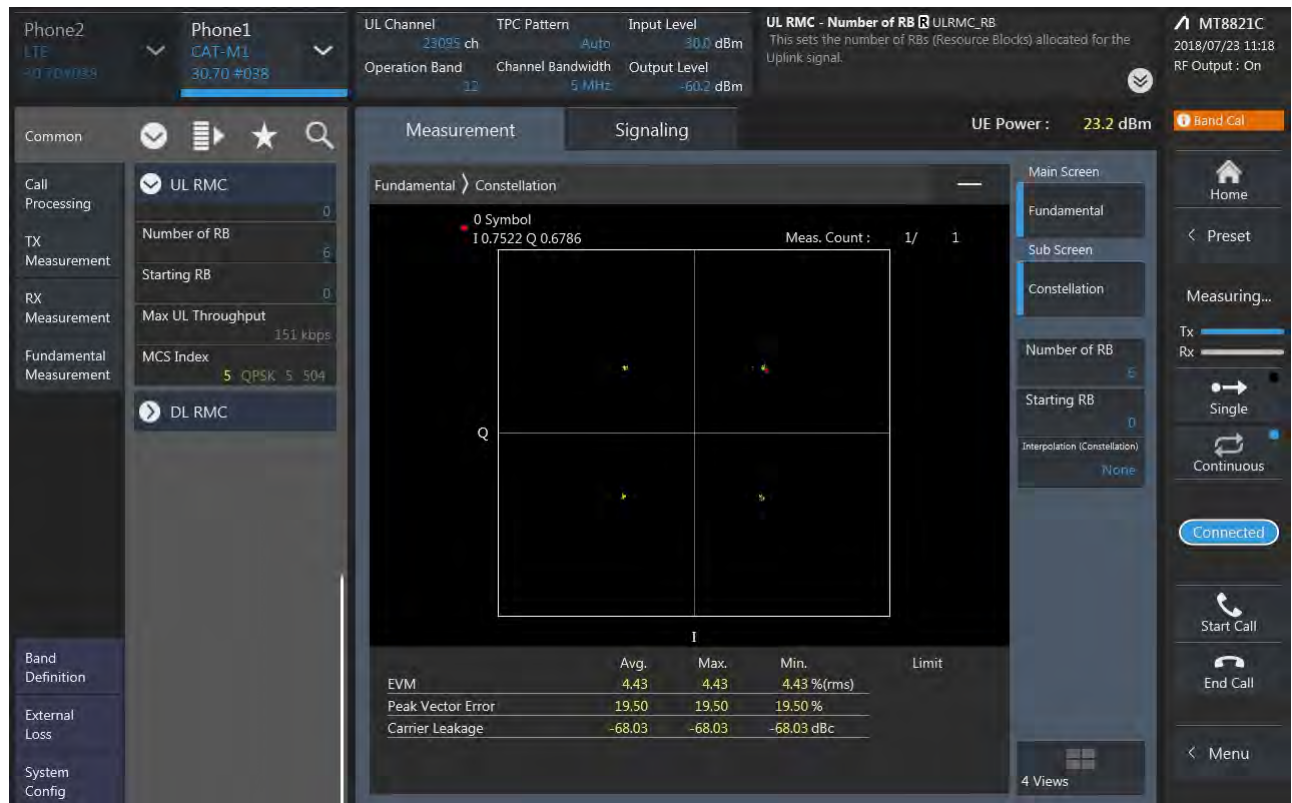 Phone2
LTE
30.70 #038
Phone1
CAT-M1
30.70 #038
UL Channel
23095 ch
TPC Pattern
Auto
Input Level
30.0 dBm
Operation Band
12
Channel Bandwidth
5 MHz
Output Level
-60.2 dBm
UL RMC - Number of RB R ULRMC_RB
This sets the number of RBs (Resource Blocks) allocated for the
Uplink signal.
MT8821C
2018/07/23 11:18
RF Output : On
Common
Measurement
Signaling
UE Power : 23.2 dBm
Band Cal
Call
Processing
TX
Measurement
RX
Measurement
Fundamental
Measurement
UL RMC
0
Number of RB
6
Starting RB
0
Max UL Throughput
151 kbps
MCS Index
5 QPSK 5 504
DL RMC
Fundamental > Constellation
0 Symbol
I 0.7522 Q 0.6786
Meas. Count : 1/ 1
Q
I
Avg. Max. Min. Limit
EVM 4.43 4.43 4.43 %(rms)
Peak Vector Error 19.50 19.50 19.50 %
Carrier Leakage -68.03 -68.03 -68.03 dBc
Main Screen
Fundamental
Sub Screen
Constellation
Number of RB
6
Starting RB
0
Interpolation (Constellation)
None
4 Views
Home
< Preset
Measuring...
Tx
Rx
Single
Continuous
Connected
Start Call
End Call
< Menu
Band
Definition
External
Loss
System
Config